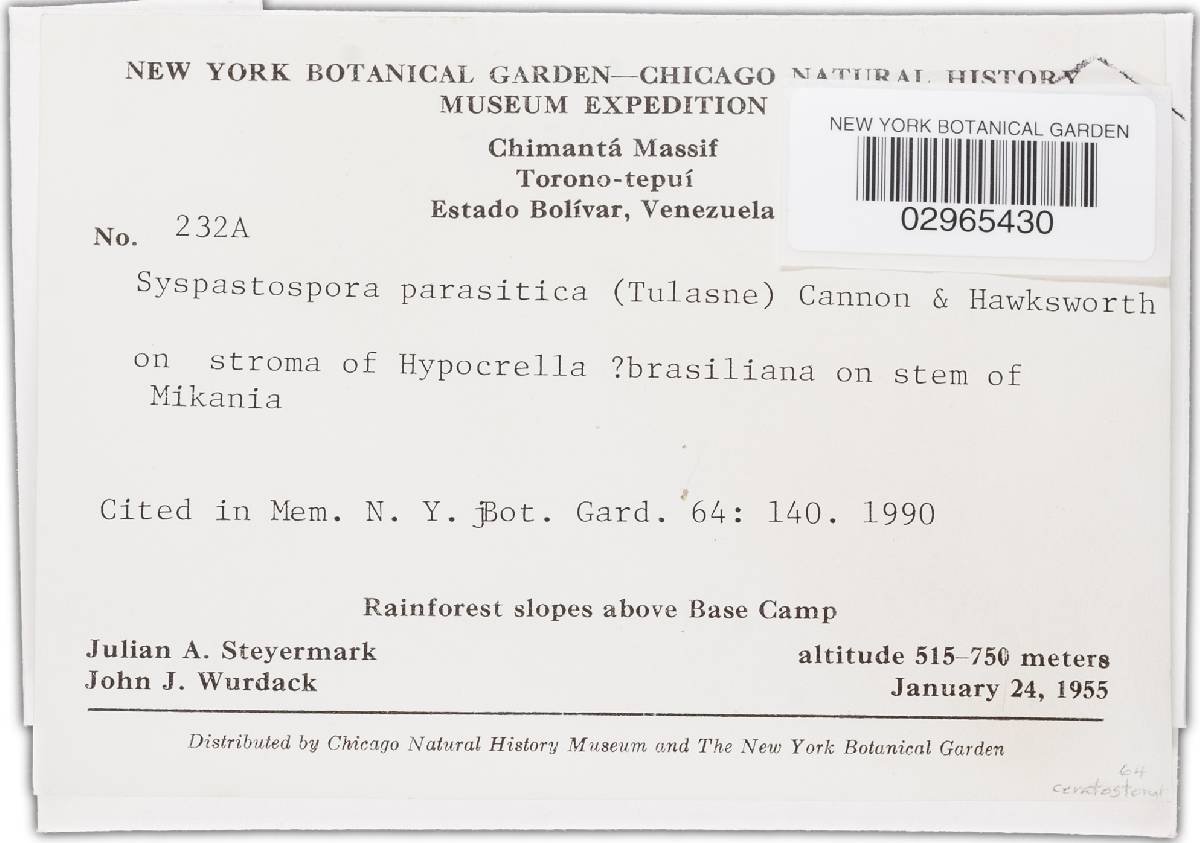 NEW YORK BOTANICAL GARDEN—CHICAGO NATURAL HISTORY
MUSEUM EXPEDITION
Chimantá Massif
Torono-tepuí
Estado Bolívar, Venezuela
NEW YORK BOTANICAL GARDEN
02965430
No. 232A
Syspastospora parasitica (Tulasne) Cannon & Hawksworth
on stroma of Hypocrella ?brasiliana on stem of
Mikania
Cited in Mem. N. Y. jBot. Gard. 64: 140. 1990
Rainforest slopes above Base Camp
Julian A. Steyermark
John J. Wurdack
altitude 515–750 meters
January 24, 1955
Distributed by Chicago Natural History Museum and The New York Botanical Garden
64